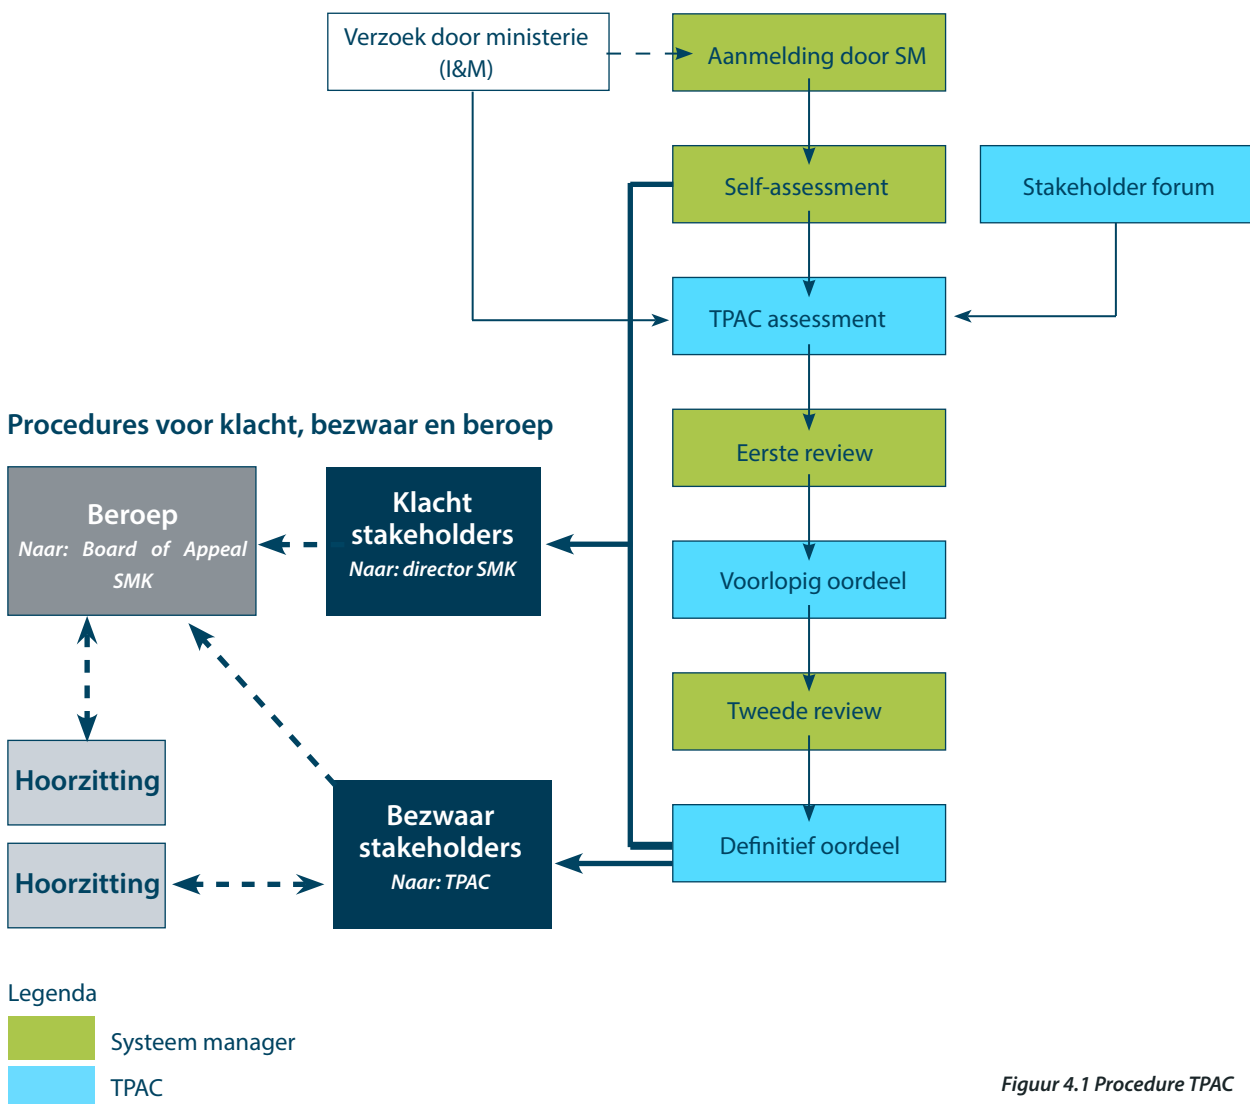 Verzoek door ministerie
(I&M)
Aanmelding door SM
Self-assessment
Stakeholder forum
TPAC assessment
Procedures voor klacht, bezwaar en beroep
Eerste review
Beroep
Naar: Board of Appeal
SMK
Klacht
stakeholders
Naar: director SMK
Voorlopig oordeel
Tweede review
Hoorzitting
Bezwaar
stakeholders
Naar: TPAC
Definitief oordeel
Hoorzitting
Legenda
Systeem manager
TPAC
Figuur 4.1 Procedure TPAC